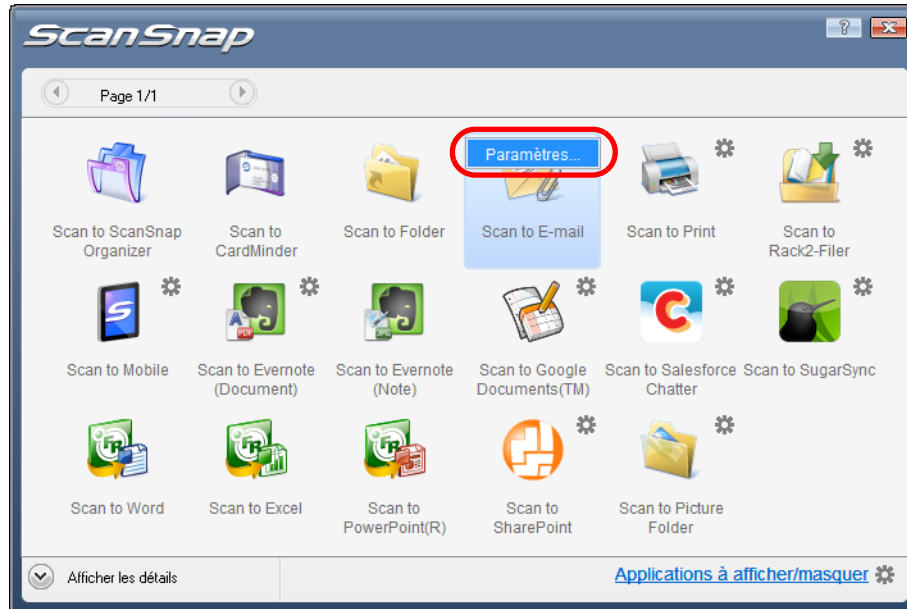 ScanSnap
?
Page 1/1
Paramètres...
Scan to ScanSnap
Organizer
Scan to
CardMinder
Scan to Folder
Scan to E-mail
Scan to Print
Scan to
Rack2-Filer
Scan to Mobile
Scan to Evernote
(Document)
Scan to Evernote
(Note)
Scan to Google
Documents(TM)
Scan to Salesforce
Chatter
Scan to SugarSync
Scan to Word
Scan to Excel
Scan to
PowerPoint(R)
Scan to
SharePoint
Scan to Picture
Folder
Afficher les détails
Applications à afficher/masquer